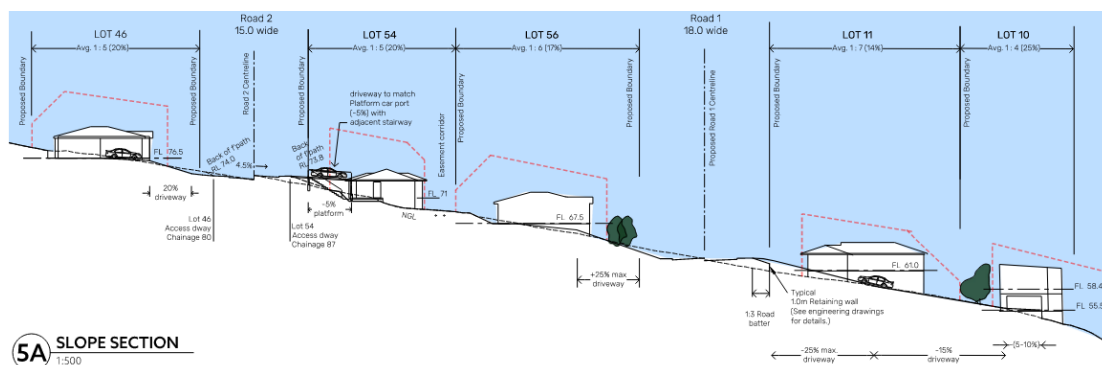 Road 2
15.0 wide
Road 1
18.0 wide
LOT 46
LOT 54
LOT 56
LOT 11
LOT 10
Avg. 1 : 5 (20%)
Avg. 1 : 5 (20%)
Avg. 1 : 6 (17%)
Avg. 1 : 7 (14%)
Avg. 1 : 4 (25%)
Proposed Boundary
Proposed Boundary
Road 2 Centreline
Proposed Boundary
Proposed Boundary
Proposed Boundary
Proposed Road 1 Centreline
Proposed Boundary
Proposed Boundary
Proposed Boundary
driveway to match
Platform car port
(-5%) with
adjacent stairway
Easement corridor
Back of f'path
RL 74.0
4.5%
Back
of f'path
RL 73.8
FL 76.5
FL 71
FL 67.5
FL 61.0
FL 58.4
FL 55.5
20%
driveway
-5%
platform
NGL
Lot 46
Access dway
Chainage 80
Lot 54
Access dway
Chainage 87
+25% max.
driveway
1:3 Road
batter
Typical
1.0m Retaining wall
(See engineering drawings
for details.)
-25% max.
driveway
-15%
driveway
(5-10%)
5A SLOPE SECTION
1:500